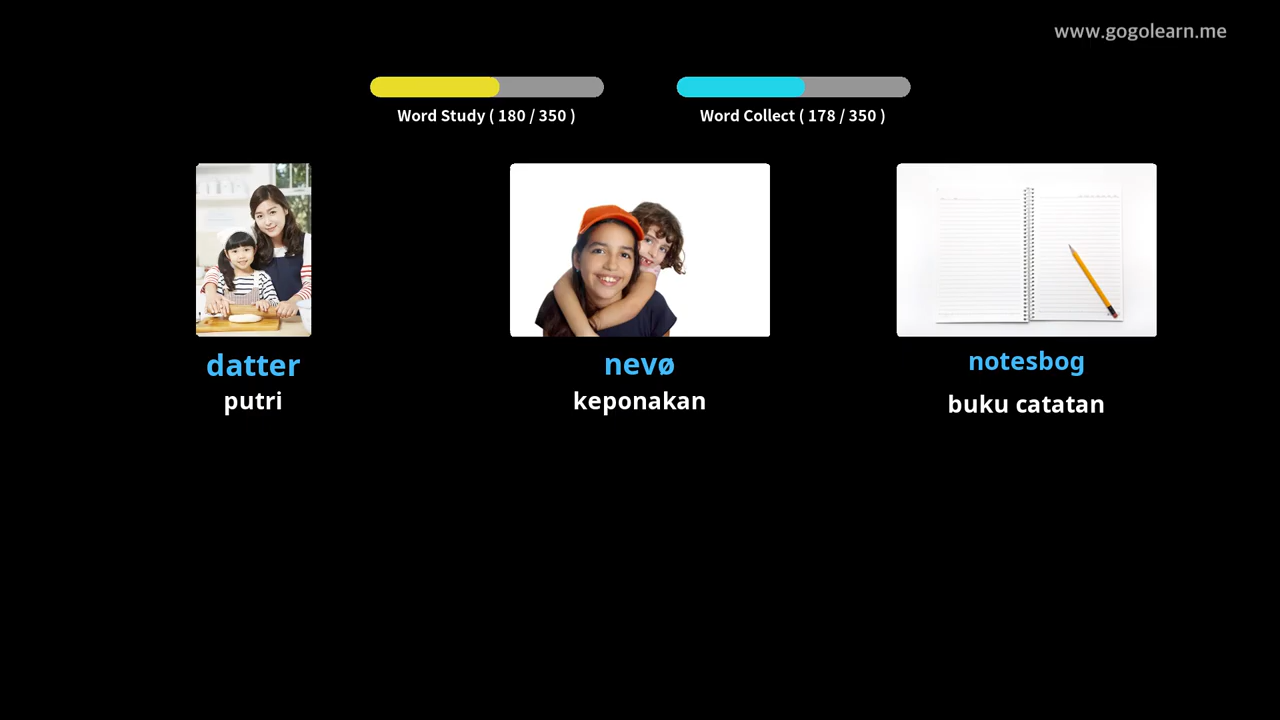 www.gogolearn.me
Word Study ( 180 / 350 )
Word Collect ( 178 / 350 )
datter
putri
nevø
keponakan
notesbog
buku catatan